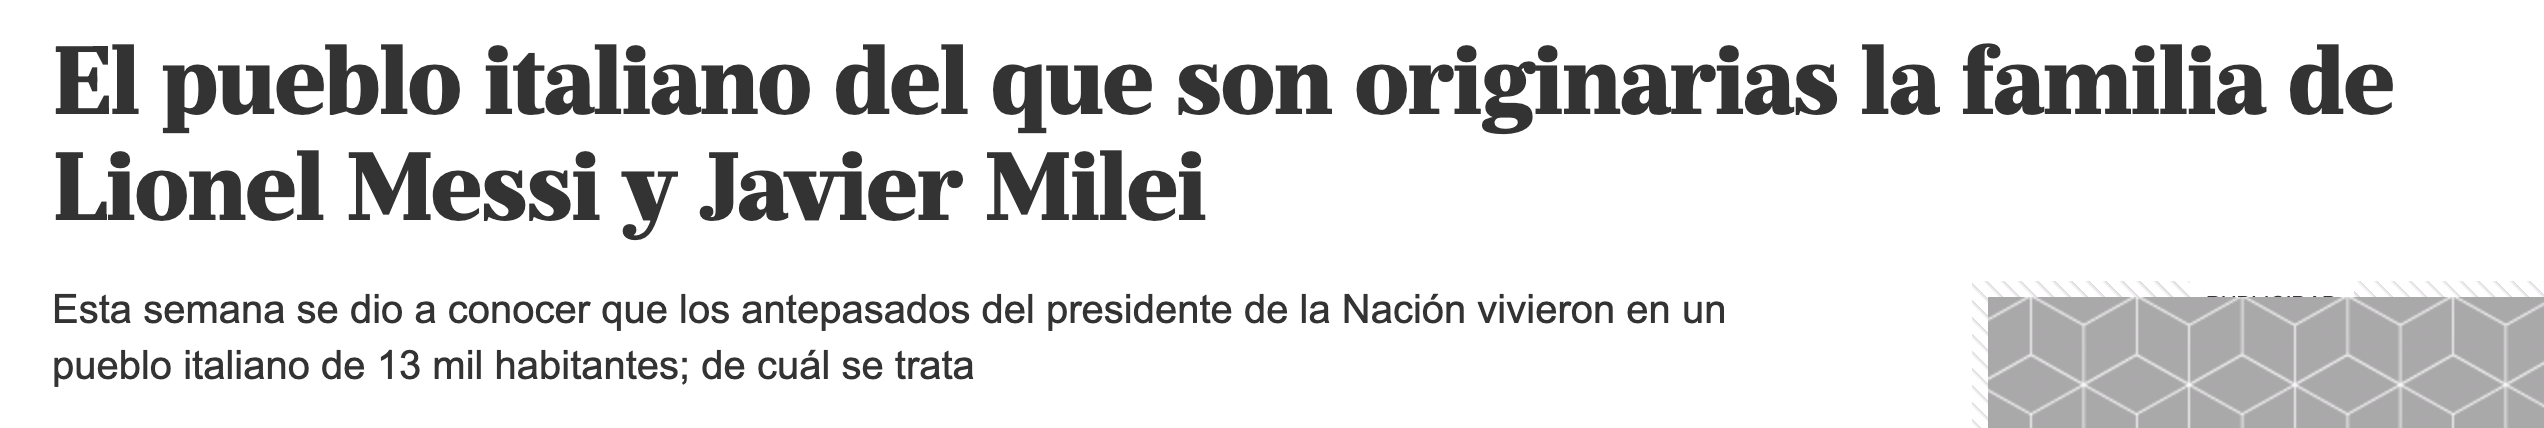 El pueblo italiano del que son originarias la familia de
Lionel Messi y Javier Milei
Esta semana se dio a conocer que los antepasados del presidente de la Nación vivieron en un
pueblo italiano de 13 mil habitantes; de cuál se trata